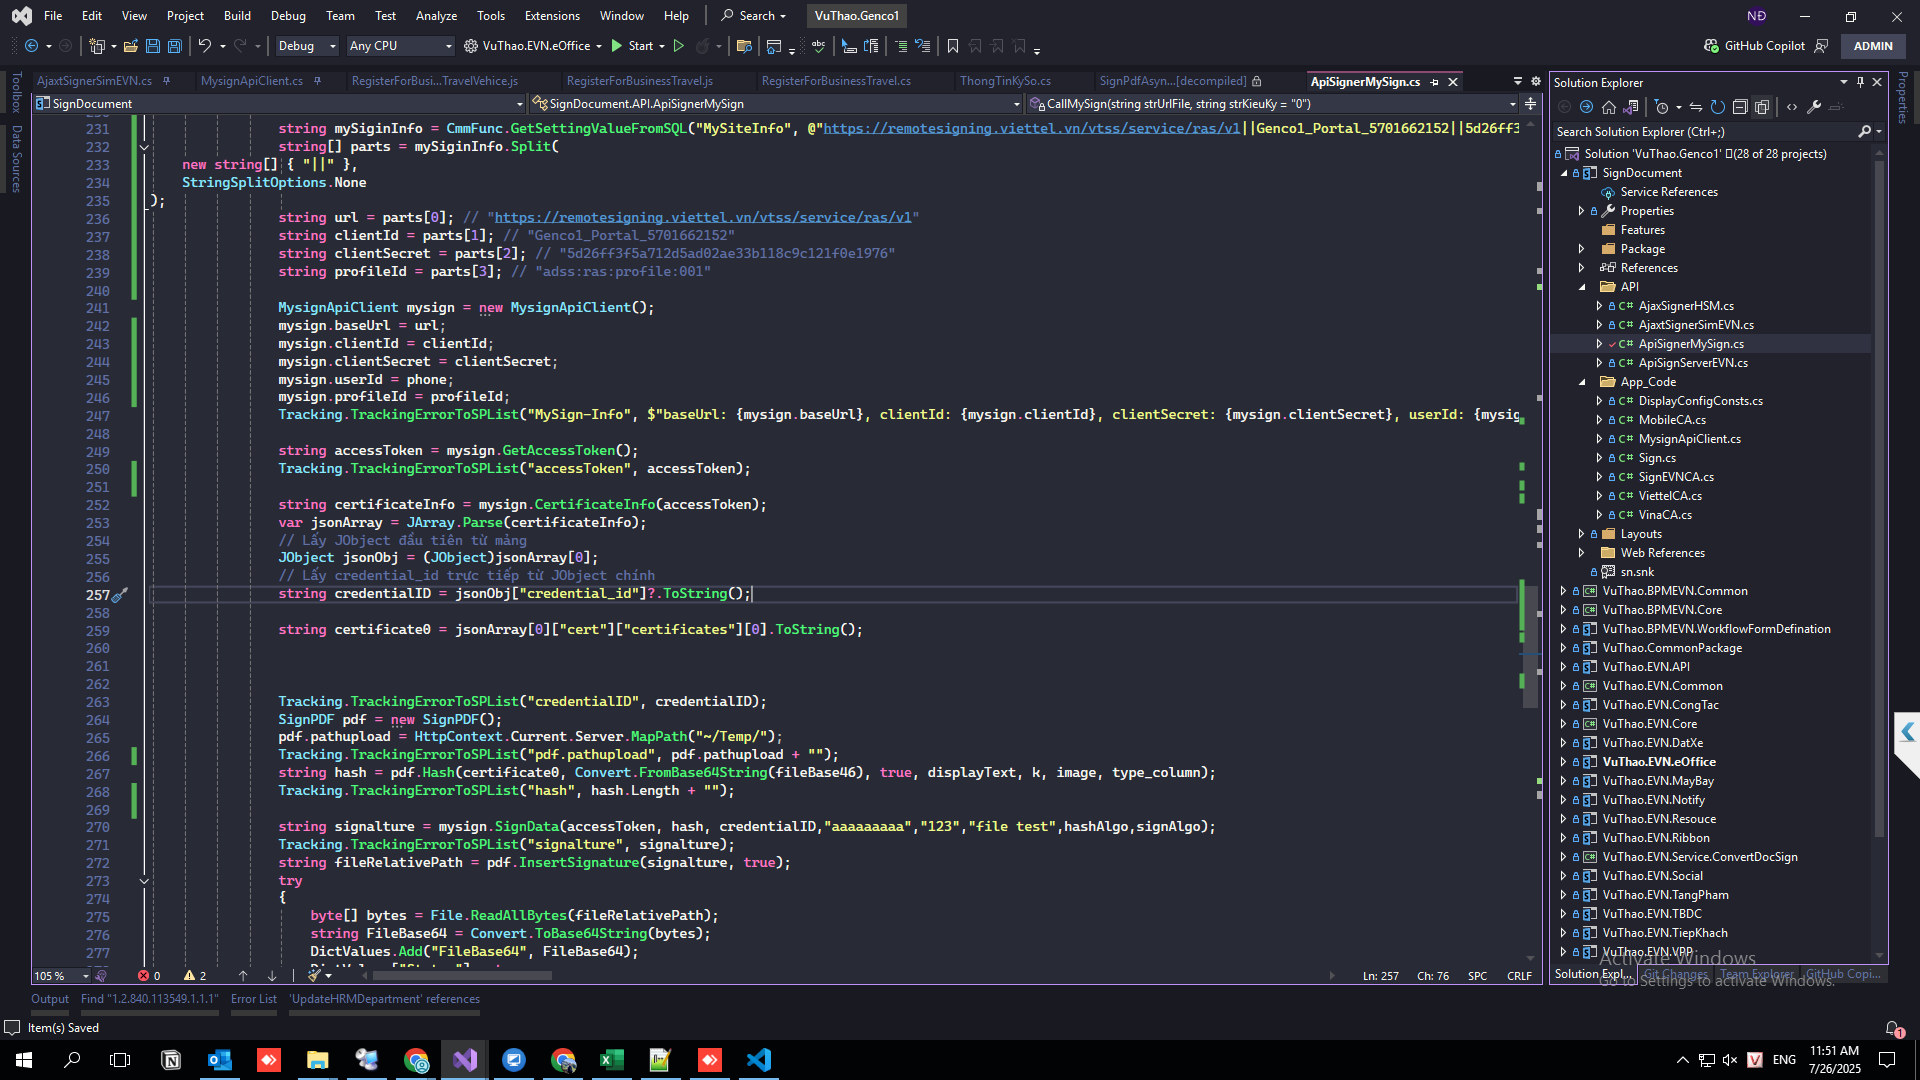 File Edit View Project Build Debug Team Test Analyze Tools Extensions Window Help Search VuThao.Genco1 NĐ
Debug Any CPU VuThao.EVN.eOffice Start GitHub Copilot ADMIN
AjaxtSignerSimEVN.cs MysignApiClient.cs RegisterForBusi...TravelVehice.js RegisterForBusinessTravel.js RegisterForBusinessTravel.cs ThongTinKySo.cs SignPdfAsyn...[decompiled] ApiSignerMySign.cs
SignDocument SignDocument.API.ApiSignerMySign CallMySign(string strUrlFile, string strKieuKy = "0")
Toolbox
Data Sources
231 string mySiginInfo = CmmFunc.GetSettingValueFromSQL("MySiteInfo", @"https://remotesigning.viettel.vn/vtss/service/ras/v1||Genco1_Portal_5701662152||5d26ff3
232 string[] parts = mySiginInfo.Split(
233 new string[] { "||" },
234 StringSplitOptions.None
235 );
236 string url = parts[0]; // "https://remotesigning.viettel.vn/vtss/service/ras/v1"
237 string clientId = parts[1]; // "Genco1_Portal_5701662152"
238 string clientSecret = parts[2]; // "5d26ff3f5a712d5ad02ae33b118c9c121f0e1976"
239 string profileId = parts[3]; // "adss:ras:profile:001"
240
241 MysignApiClient mysign = new MysignApiClient();
242 mysign.baseUrl = url;
243 mysign.clientId = clientId;
244 mysign.clientSecret = clientSecret;
245 mysign.userId = phone;
246 mysign.profileId = profileId;
247 Tracking.TrackingErrorToSPList("MySign-Info", $"baseUrl: {mysign.baseUrl}, clientId: {mysign.clientId}, clientSecret: {mysign.clientSecret}, userId: {mysig
248
249 string accessToken = mysign.GetAccessToken();
250 Tracking.TrackingErrorToSPList("accessToken", accessToken);
251
252 string certificateInfo = mysign.CertificateInfo(accessToken);
253 var jsonArray = JArray.Parse(certificateInfo);
254 // Lấy JObject đầu tiên từ mảng
255 JObject jsonObj = (JObject)jsonArray[0];
256 // Lấy credential_id trực tiếp từ JObject chính
257 string credentialID = jsonObj["credential_id"]?.ToString();
258
259 string certificate0 = jsonArray[0]["cert"]["certificates"][0].ToString();
260
261
262
263 Tracking.TrackingErrorToSPList("credentialID", credentialID);
264 SignPDF pdf = new SignPDF();
265 pdf.pathupload = HttpContext.Current.Server.MapPath("~/Temp/");
266 Tracking.TrackingErrorToSPList("pdf.pathupload", pdf.pathupload + "");
267 string hash = pdf.Hash(certificate0, Convert.FromBase64String(fileBase46), true, displayText, k, image, type_column);
268 Tracking.TrackingErrorToSPList("hash", hash.Length + "");
269
270 string signalture = mysign.SignData(accessToken, hash, credentialID,"aaaaaaaaa","123","file test",hashAlgo,signAlgo);
271 Tracking.TrackingErrorToSPList("signalture", signalture);
272 string fileRelativePath = pdf.InsertSignature(signalture, true);
273 try
274 {
275 byte[] bytes = File.ReadAllBytes(fileRelativePath);
276 string FileBase64 = Convert.ToBase64String(bytes);
277 DictValues.Add("FileBase64", FileBase64);
105 % 0 2 Ln: 257 Ch: 76 SPC CRLF
Output Find "1.2.840.113549.1.1.1" Error List 'UpdateHRMDepartment' references
Item(s) Saved
Solution Explorer
Search Solution Explorer (Ctrl+;)
Solution 'VuThao.Genco1' (28 of 28 projects)
SignDocument
Service References
Properties
Features
Package
References
API
AjaxSignerHSM.cs
AjaxtSignerSimEVN.cs
ApiSignerMySign.cs
ApiSignServerEVN.cs
App_Code
DisplayConfigConsts.cs
MobileCA.cs
MysignApiClient.cs
Sign.cs
SignEVNCA.cs
ViettelCA.cs
VinaCA.cs
Layouts
Web References
sn.snk
VuThao.BPMEVN.Common
VuThao.BPMEVN.Core
VuThao.BPMEVN.WorkflowFormDefination
VuThao.CommonPackage
VuThao.EVN.API
VuThao.EVN.Common
VuThao.EVN.CongTac
VuThao.EVN.Core
VuThao.EVN.DatXe
VuThao.EVN.eOffice
VuThao.EVN.MayBay
VuThao.EVN.Notify
VuThao.EVN.Resouce
VuThao.EVN.Ribbon
VuThao.EVN.Service.ConvertDocSign
VuThao.EVN.Social
VuThao.EVN.TangPham
VuThao.EVN.TBDC
VuThao.EVN.TiepKhach
VuThao.EVN.VPP
Activate Windows
Go to Settings to activate Windows.
Solution Expl... Git Changes Team Explorer GitHub Copi...
Properties
ENG
11:51 AM
7/26/2025